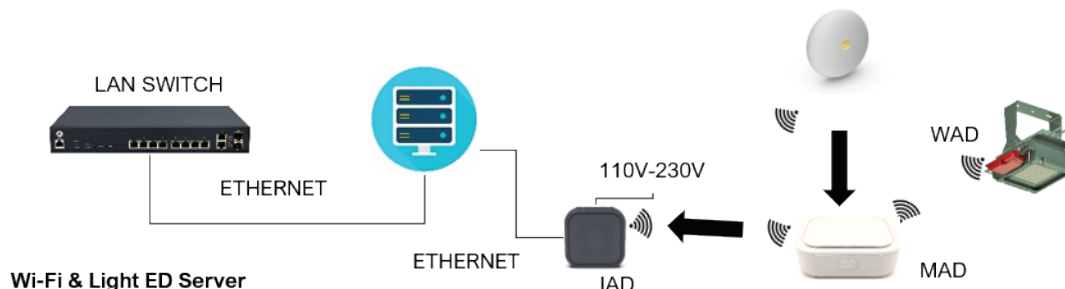 LAN SWITCH
WAD
110V-230V
ETHERNET
ETHERNET
MAD
IAD
Wi-Fi & Light ED Server